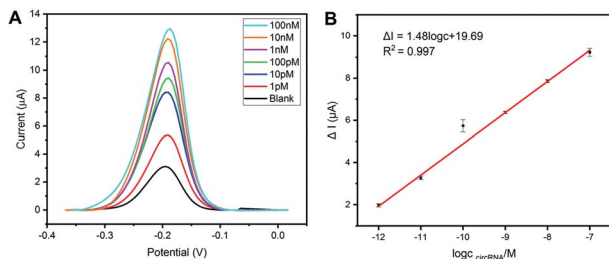 A
14
12
10
8
6
4
2
0
Current (μA)
-0.4
-0.3
-0.2
-0.1
0.0
Potential (V)
100nM
10nM
1nM
100pM
10pM
1pM
Blank
B
ΔI = 1.48logc+19.69
R² = 0.997
10
8
6
4
2
Δ I (μA)
-12
-11
-10
-9
-8
-7
logc circRNA/M